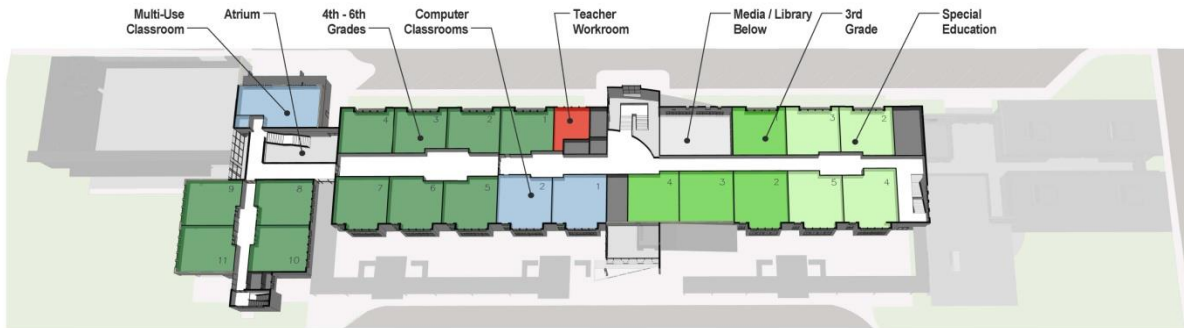 Multi-Use
Classroom
Atrium
4th - 6th
Grades
Computer
Classrooms
Teacher
Workroom
Media / Library
Below
3rd
Grade
Special
Education
4
3
2
1
3
2
9
8
7
6
5
2
1
4
3
2
5
4
11
10